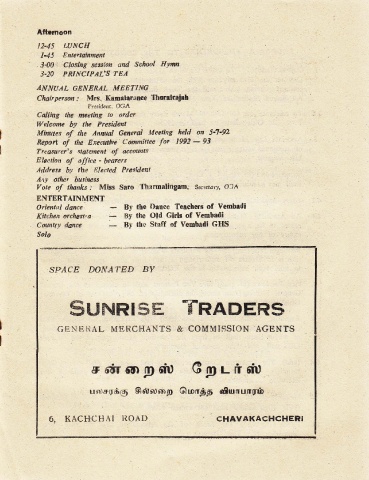 Afternoon
12-45 LUNCH
1-45 Entertainment
3-00 Closing session and School Hymn
3-20 PRINCIPAL'S TEA
ANNUAL GENERAL MEETING
Chairperson: Mrs. Kamalaranee Thorairajah
President, OGA
Calling the meeting to order
Welcome by the President
Minutes of the Annual General Meeting held on 5-7-92
Report of the Executive Committee for 1992 – 93
Treasurer's statement of accounts
Election of office-bearers
Address by the Elected President
Any other business
Vote of thanks: Miss Saro Tharmalingam, Secretary, OGA
ENTERTAINMENT
Oriental dance — By the Dance Teachers of Vembadi
Kitchen orchestra — By the Old Girls of Vembadi
Country dance — By the Staff of Vembadi GHS
Solo
SPACE DONATED BY
SUNRISE TRADERS
GENERAL MERCHANTS & COMMISSION AGENTS
சன்றைஸ் றேடர்ஸ்
பலசரக்கு சில்லறை மொத்த வியாபாரம்
6, KACHCHAI ROAD CHAVAKACHCHERI